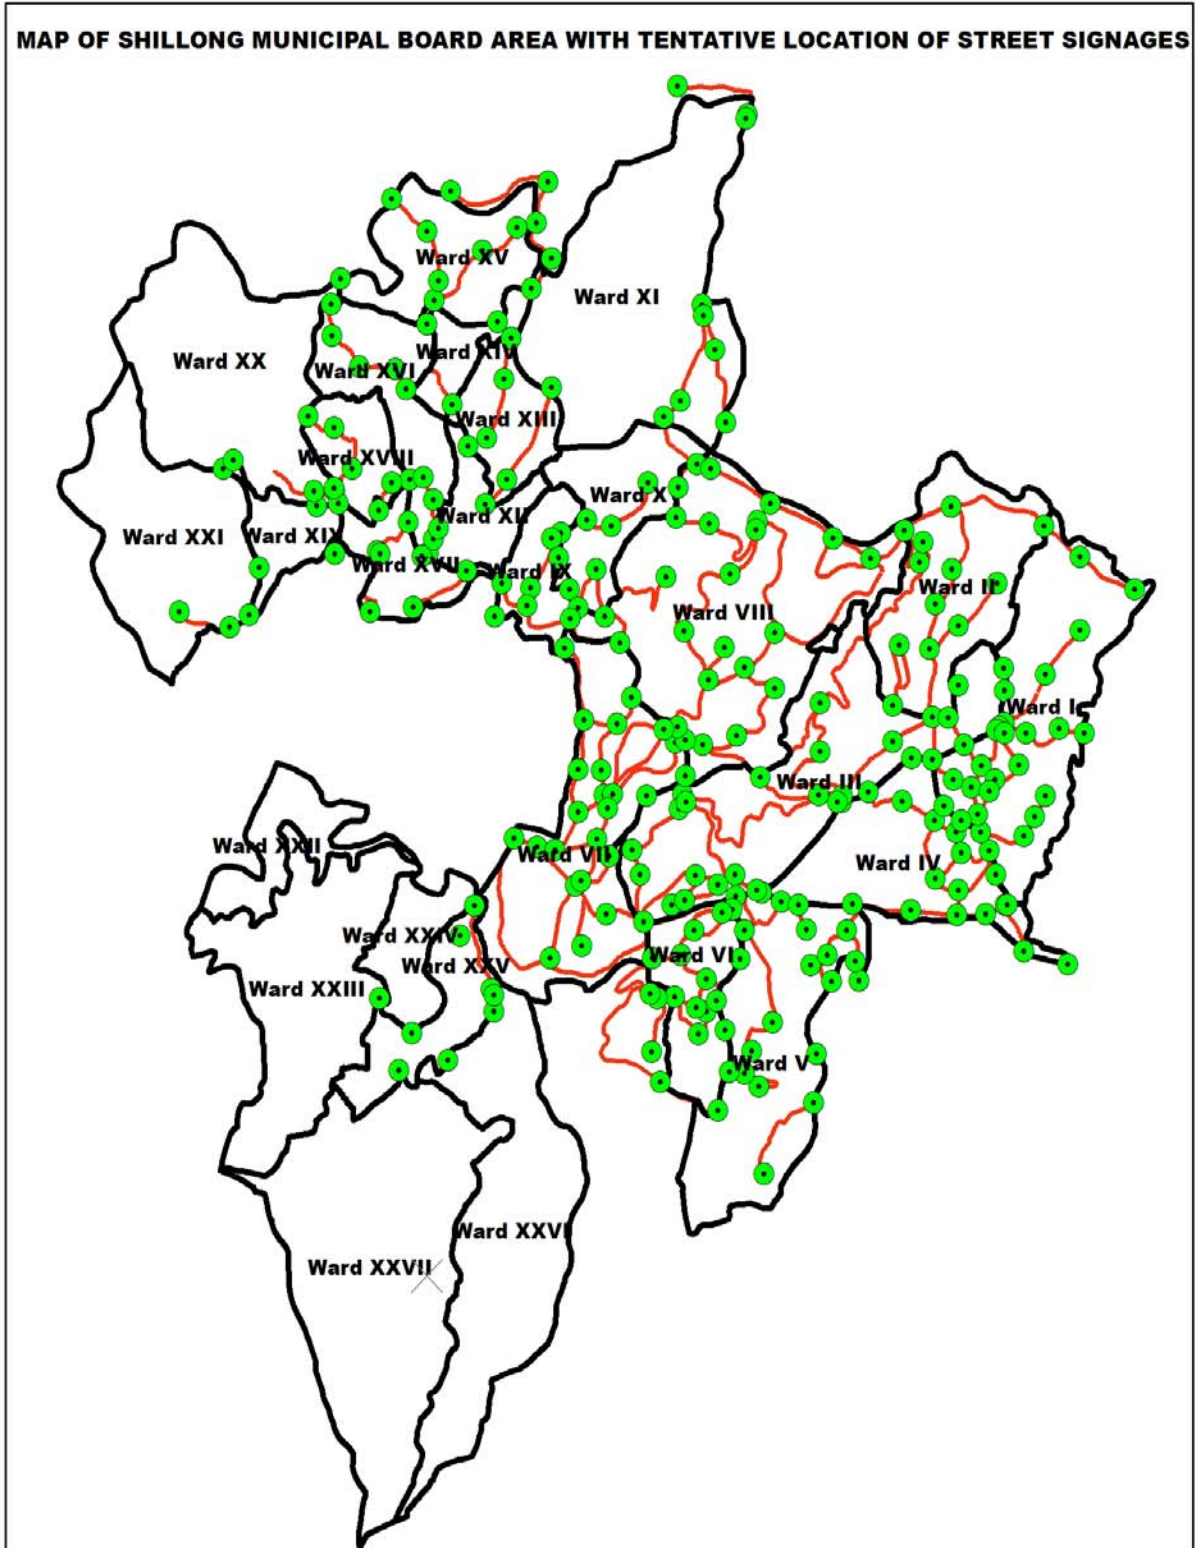 MAP OF SHILLONG MUNICIPAL BOARD AREA WITH TENTATIVE LOCATION OF STREET SIGNAGES
Ward XV
Ward XI
Ward XIV
Ward XX
Ward XVI
Ward XIII
Ward XVIII
Ward X
Ward XII
Ward XXI
Ward XIX
Ward XVII
Ward IX
Ward II
Ward VIII
Ward I
Ward III
Ward XXII
Ward VII
Ward IV
Ward XXIV
Ward VI
Ward XXV
Ward XXIII
Ward V
Ward XXVI
Ward XXVII